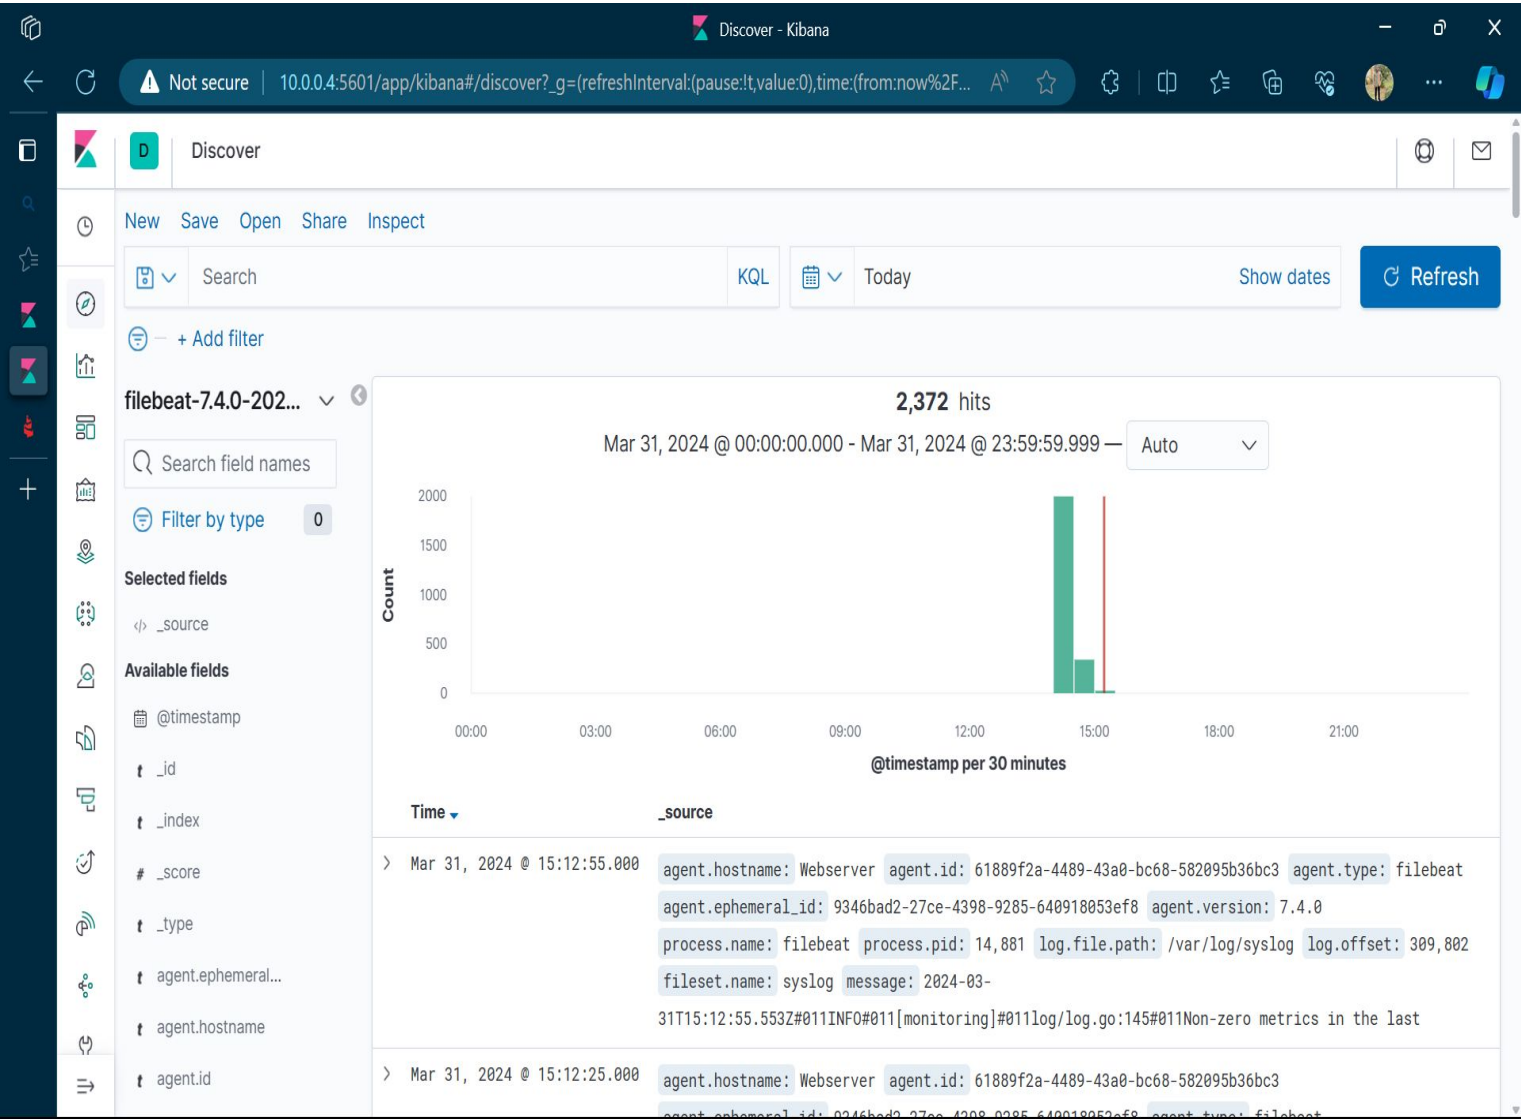 Discover - Kibana
Not secure 10.0.0.4:5601/app/kibana#/discover?_g=(refreshInterval:(pause:!t,value:0),time:(from:now%2F...
D Discover
New Save Open Share Inspect
Search KQL Today Show dates Refresh
+ Add filter
filebeat-7.4.0-202...
Search field names
Filter by type 0
Selected fields
</> _source
Available fields
@timestamp
t _id
t _index
# _score
t _type
t agent.ephemeral...
t agent.hostname
t agent.id
2,372 hits
Mar 31, 2024 @ 00:00:00.000 - Mar 31, 2024 @ 23:59:59.999 — Auto
Count
2000
1500
1000
500
0
00:00 03:00 06:00 09:00 12:00 15:00 18:00 21:00
@timestamp per 30 minutes
Time _source
Mar 31, 2024 @ 15:12:55.000 agent.hostname: Webserver agent.id: 61889f2a-4489-43a0-bc68-582095b36bc3 agent.type: filebeat
agent.ephemeral_id: 9346bad2-27ce-4398-9285-640918053ef8 agent.version: 7.4.0
process.name: filebeat process.pid: 14,881 log.file.path: /var/log/syslog log.offset: 309,802
fileset.name: syslog message: 2024-03-
31T15:12:55.553Z#011INFO#011[monitoring]#011log/log.go:145#011Non-zero metrics in the last
Mar 31, 2024 @ 15:12:25.000 agent.hostname: Webserver agent.id: 61889f2a-4489-43a0-bc68-582095b36bc3
agent.ephemeral_id: 9346bad2-27ce-4398-9285-640918053ef8 agent.type: filebeat